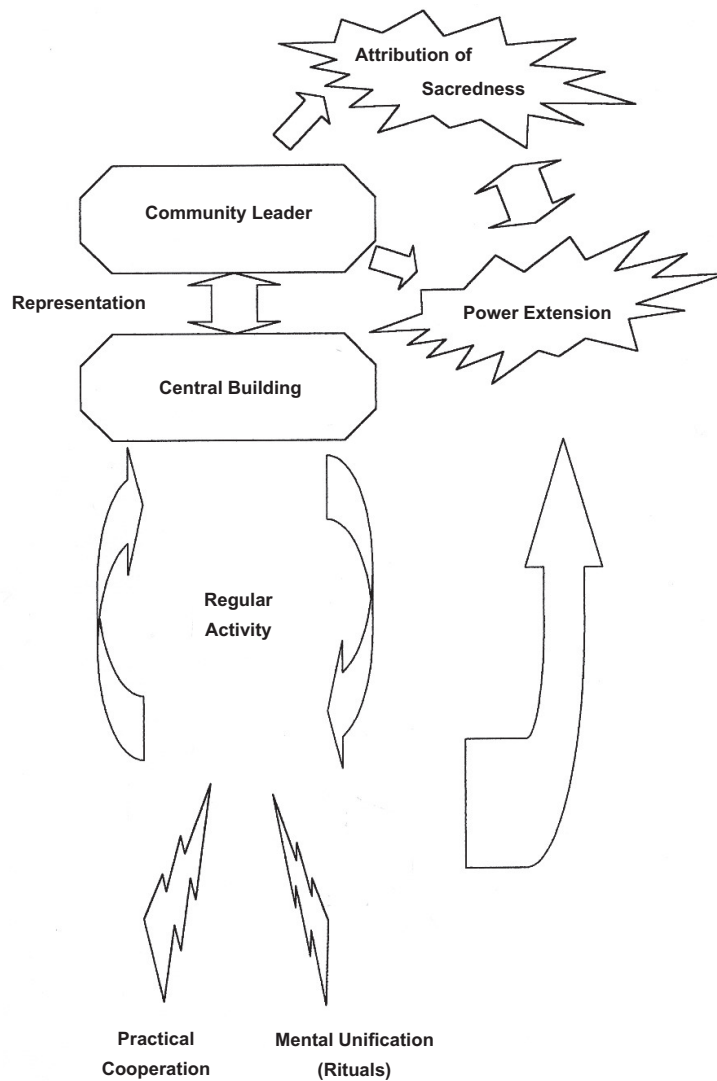 Attribution of
Sacredness
Community Leader
Representation
Power Extension
Central Building
Regular
Activity
Practical
Cooperation
Mental Unification
(Rituals)